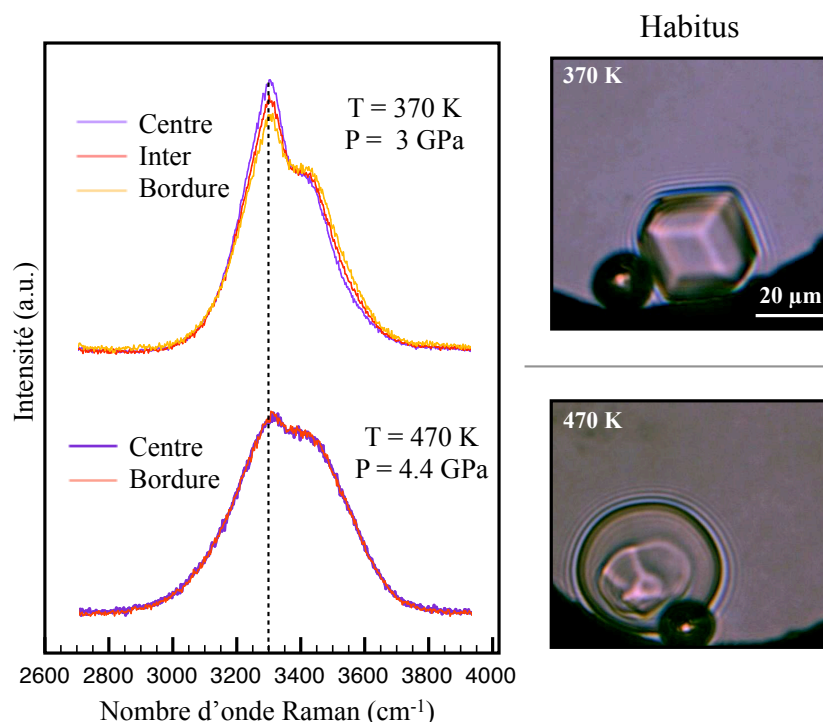 Habitus
Centre
Inter
Bordure
T = 370 K
P = 3 GPa
370 K
20 µm
Intensité (a.u.)
Centre
Bordure
T = 470 K
P = 4.4 GPa
470 K
2600 2800 3000 3200 3400 3600 3800 4000
Nombre d’onde Raman (cm-1)